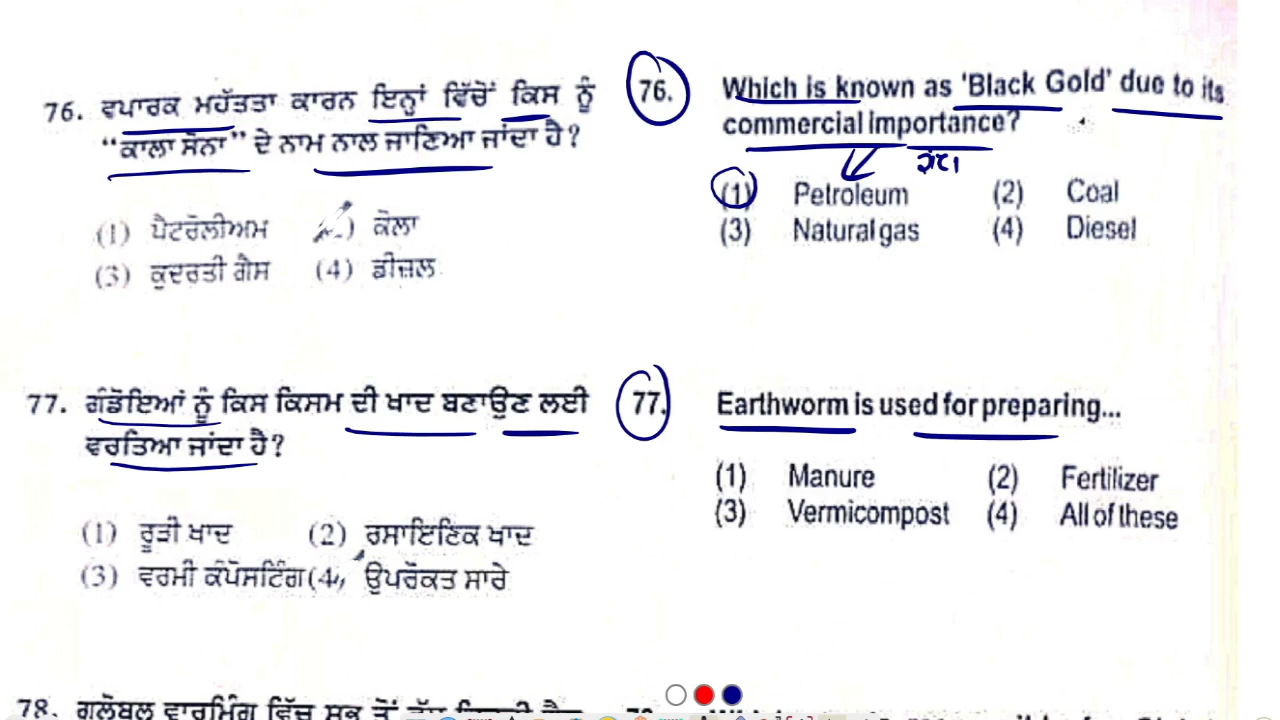 76. ਵਪਾਰਕ ਮਹੱਤਤਾ ਕਾਰਨ ਇਨ੍ਹਾਂ ਵਿੱਚੋਂ ਕਿਸ ਨੂੰ
“ਕਾਲਾ ਸੋਨਾ” ਦੇ ਨਾਮ ਨਾਲ ਜਾਣਿਆ ਜਾਂਦਾ ਹੈ?
(1) ਪੈਟਰੋਲੀਅਮ ਕੋਲਾ
(3) ਕੁਦਰਤੀ ਗੈਸ (4) ਡੀਜ਼ਲ
76. Which is known as 'Black Gold' due to its
commercial importance?
(1) Petroleum (2) Coal
(3) Natural gas (4) Diesel
77. ਗੰਡੋਇਆਂ ਨੂੰ ਕਿਸ ਕਿਸਮ ਦੀ ਖਾਦ ਬਣਾਉਣ ਲਈ
ਵਰਤਿਆ ਜਾਂਦਾ ਹੈ?
(1) ਰੂੜੀ ਖਾਦ (2) ਰਸਾਇਣਿਕ ਖਾਦ
(3) ਵਰਮੀ ਕੰਪੋਸਟਿੰਗ (4) ਉਪਰੋਕਤ ਸਾਰੇ
77. Earthworm is used for preparing...
(1) Manure (2) Fertilizer
(3) Vermicompost (4) All of these
78. ਗਲੋਬਲ ਵਾਰਮਿੰਗ ਵਿੱਚ ਸਭ ਤੋਂ